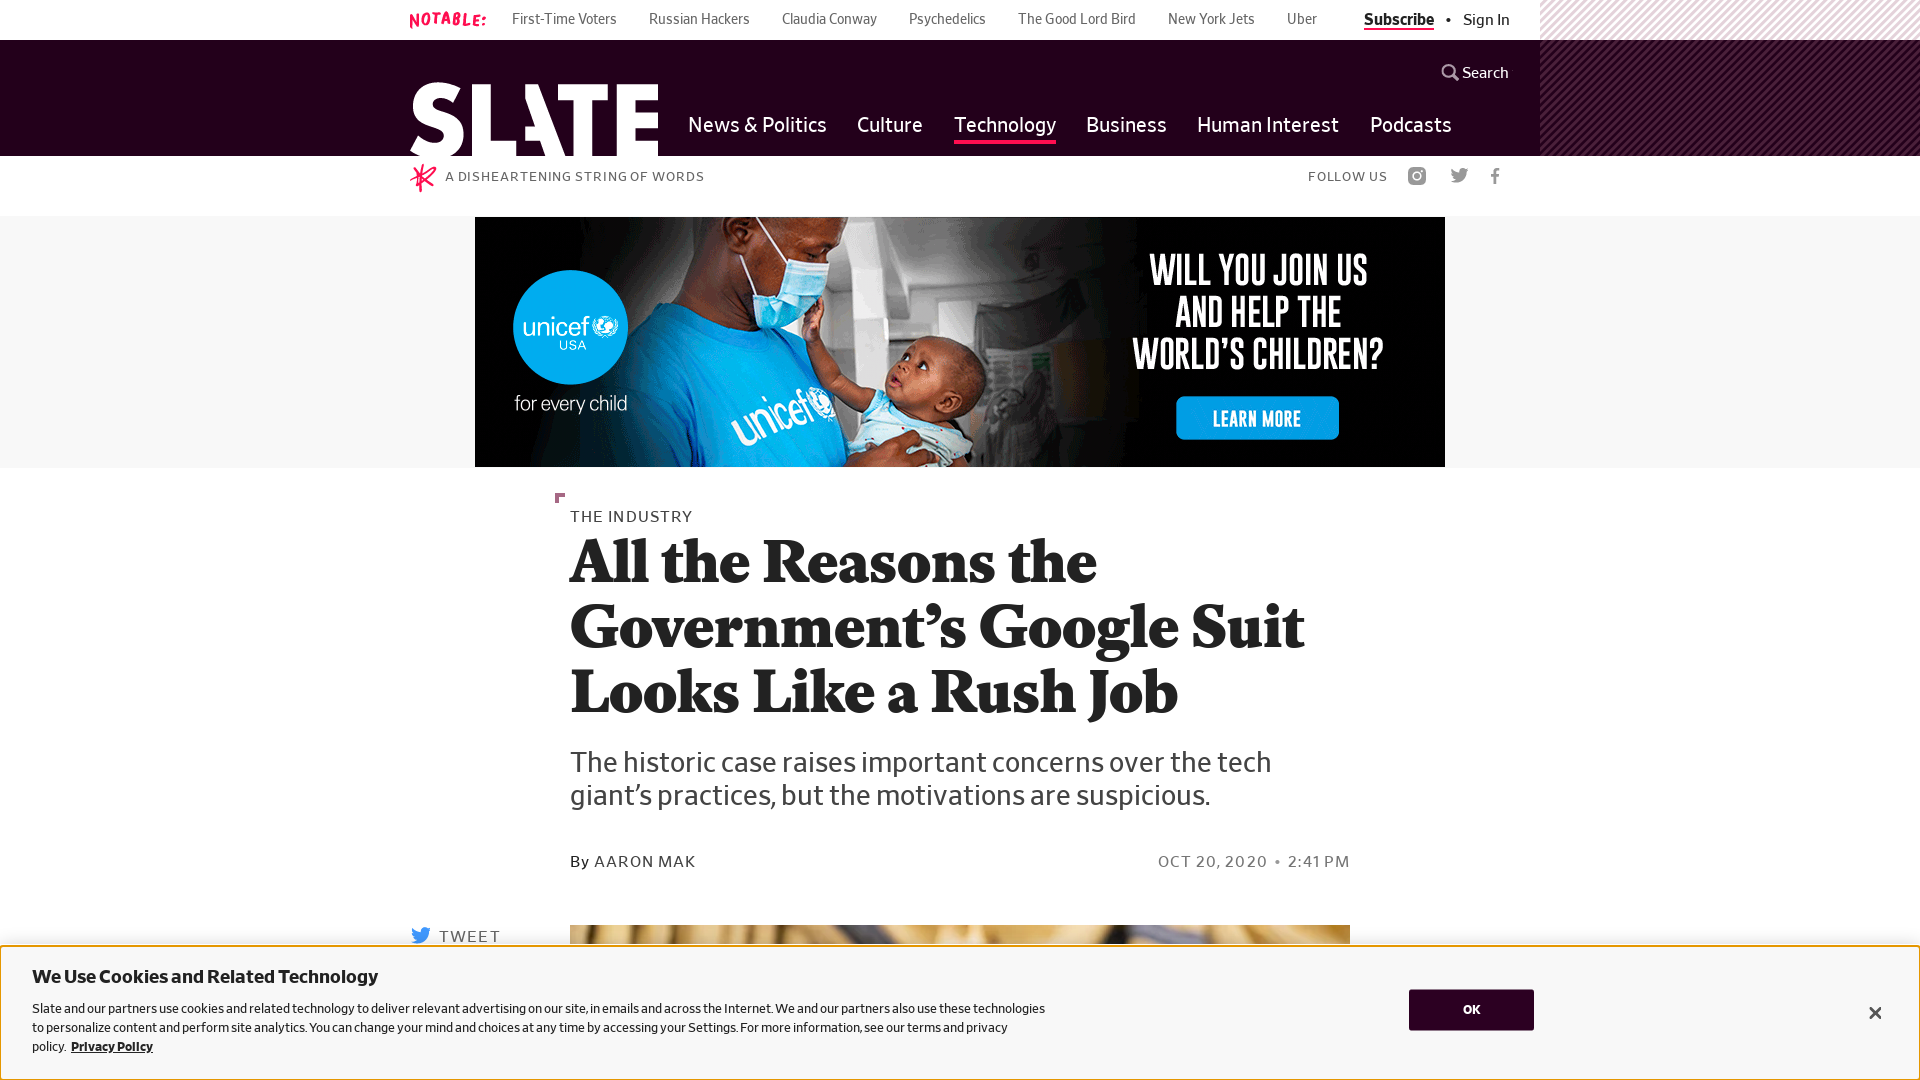 NOTABLE: First-Time Voters Russian Hackers Claudia Conway Psychedelics The Good Lord Bird New York Jets Uber Subscribe • Sign In
Search
SLATE
News & Politics Culture Technology Business Human Interest Podcasts
A DISHEARTENING STRING OF WORDS
FOLLOW US
unicef
USA
for every child
unicef
WILL YOU JOIN US
AND HELP THE
WORLD'S CHILDREN?
LEARN MORE
THE INDUSTRY
All the Reasons the
Government’s Google Suit
Looks Like a Rush Job
The historic case raises important concerns over the tech
giant’s practices, but the motivations are suspicious.
By AARON MAK
OCT 20, 2020 • 2:41 PM
TWEET
We Use Cookies and Related Technology
Slate and our partners use cookies and related technology to deliver relevant advertising on our site, in emails and across the Internet. We and our partners also use these technologies
to personalize content and perform site analytics. You can change your mind and choices at any time by accessing your Settings. For more information, see our terms and privacy
policy. Privacy Policy
OK